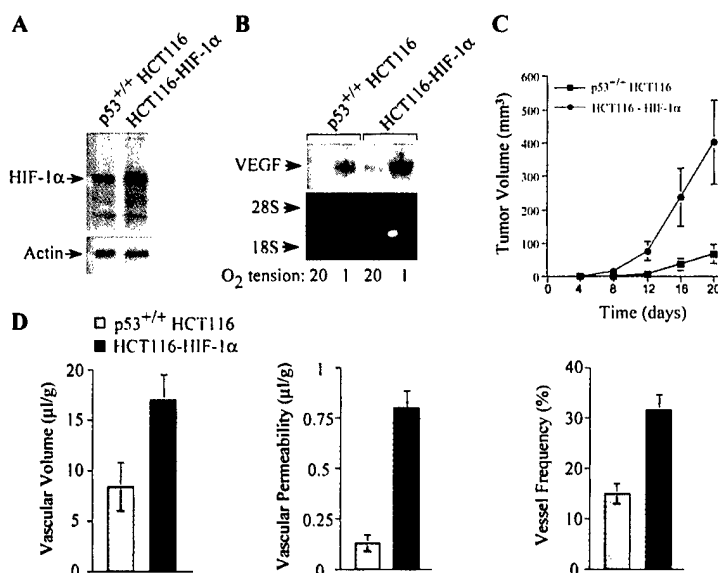 A
p53+/+ HCT116
HCT116-HIF-1α
HIF-1α
Actin
B
p53+/+ HCT116
HCT116-HIF-1α
VEGF
28S
18S
O2 tension: 20 1 20 1
C
Tumor Volume (mm3)
600
500
400
300
200
100
0
p53+/+ HCT116
HCT116 - HIF-1α
0 4 8 12 16 20
Time (days)
D
p53+/+ HCT116
HCT116-HIF-1α
Vascular Volume (µl/g)
20
15
10
5
0
Vascular Permeability (µl/g)
1
0.75
0.5
0.25
0
Vessel Frequency (%)
40
30
20
10
0